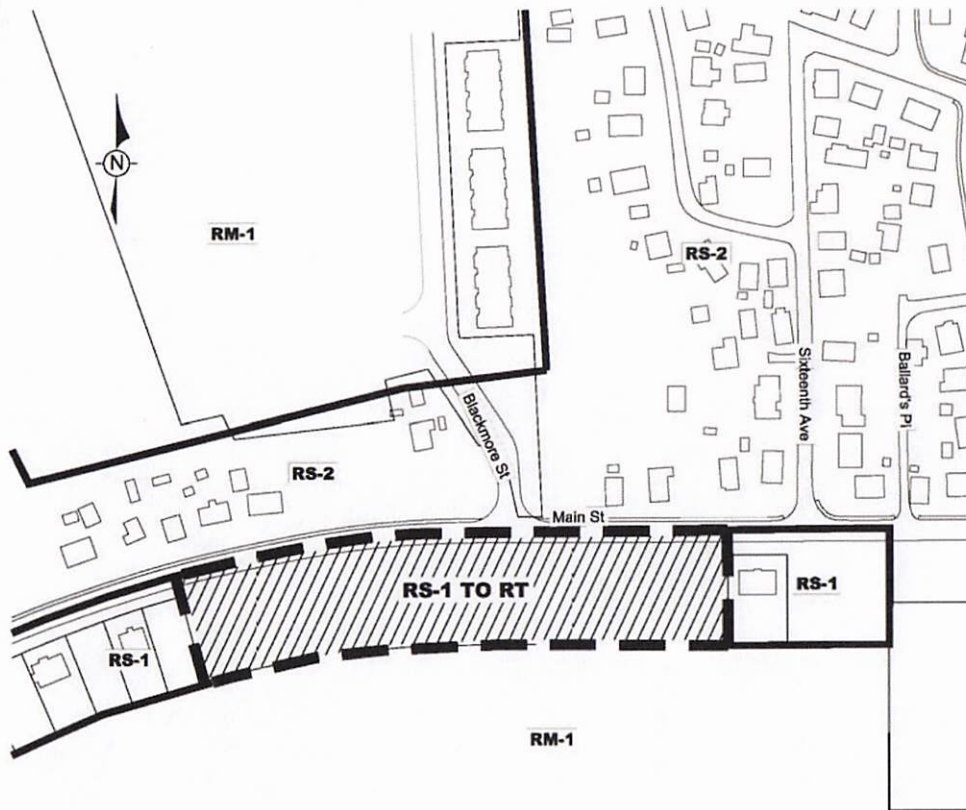 N
RM-1
RS-2
Sixteenth Ave
Ballard's Pl
Blackmore St
RS-2
Main St
RS-1 TO RT
RS-1
RS-1
RM-1